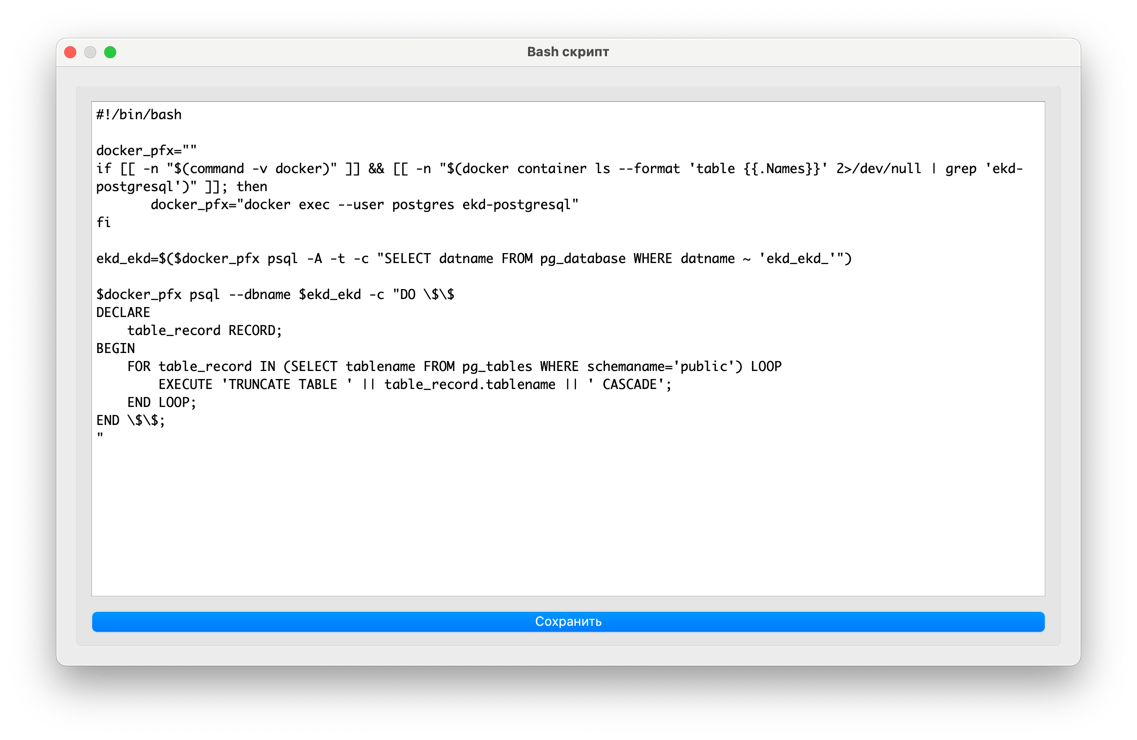 Bash скрипт
#!/bin/bash
docker_pfx=""
if [[ -n "$(command -v docker)" ]] && [[ -n "$(docker container ls --format 'table {{.Names}}' 2>/dev/null | grep 'ekd-
postgresql')" ]]; then
       docker_pfx="docker exec --user postgres ekd-postgresql"
fi
ekd_ekd=$($docker_pfx psql -A -t -c "SELECT datname FROM pg_database WHERE datname ~ 'ekd_ekd_'")
$docker_pfx psql --dbname $ekd_ekd -c "DO \$\$
DECLARE
    table_record RECORD;
BEGIN
    FOR table_record IN (SELECT tablename FROM pg_tables WHERE schemaname='public') LOOP
        EXECUTE 'TRUNCATE TABLE ' || table_record.tablename || ' CASCADE';
    END LOOP;
END \$\$;
"
Сохранить